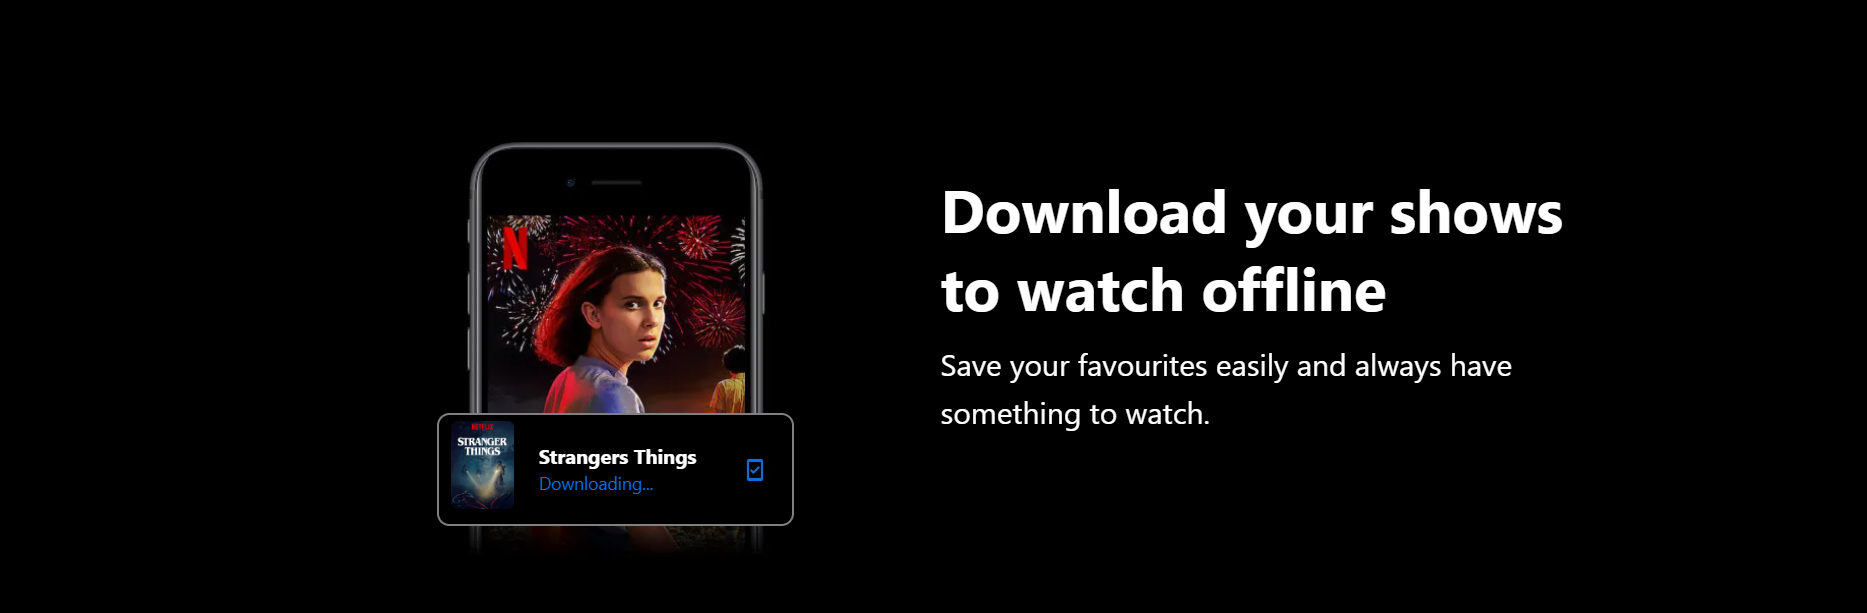 Download your shows
to watch offline
Save your favourites easily and always have
something to watch.
N
NETFLIX
STRANGER
THINGS
Strangers Things
Downloading...